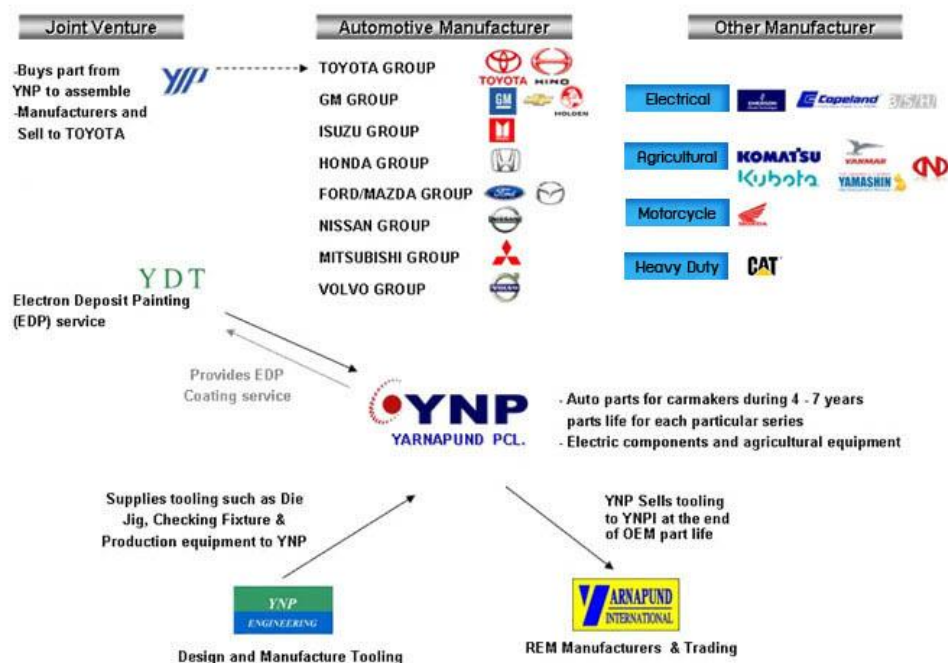 Joint Venture
Automotive Manufacturer
Other Manufacturer
-Buys part from
YNP to assemble
-Manufacturers and
Sell to TOYOTA
YIP
TOYOTA GROUP
TOYOTA
HINO
GM GROUP
GM
HOLDEN
ISUZU GROUP
HONDA GROUP
FORD/MAZDA GROUP
Ford
NISSAN GROUP
NISSAN
MITSUBISHI GROUP
VOLVO GROUP
VOLVO
Electrical
EMERSON
Copeland
B/S/H/
Agricultural
KOMATSU
YANMAR
Kubota
YAMASHIN
Motorcycle
HONDA
Heavy Duty
CAT
YDT
Electron Deposit Painting
(EDP) service
Provides EDP
Coating service
YNP
YARNAPUND PCL.
- Auto parts for carmakers during 4 - 7 years
parts life for each particular series
- Electric components and agricultural equipment
Supplies tooling such as Die
Jig, Checking Fixture &
Production equipment to YNP
YNP Sells tooling
to YNPI at the end
of OEM part life
YNP
ENGINEERING
Design and Manufacture Tooling
YARNAPUND
INTERNATIONAL
REM Manufacturers & Trading